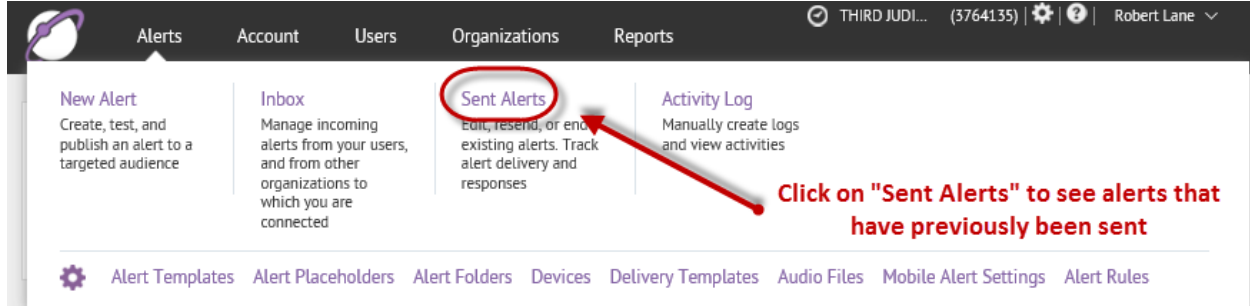 Alerts Account Users Organizations Reports THIRD JUDI... (3764135) | | ? | Robert Lane
New Alert
Create, test, and
publish an alert to a
targeted audience
Inbox
Manage incoming
alerts from your users,
and from other
organizations to
which you are
connected
Sent Alerts
Edit, resend, or end
existing alerts. Track
alert delivery and
responses
Activity Log
Manually create logs
and view activities
Click on "Sent Alerts" to see alerts that
have previously been sent
Alert Templates Alert Placeholders Alert Folders Devices Delivery Templates Audio Files Mobile Alert Settings Alert Rules